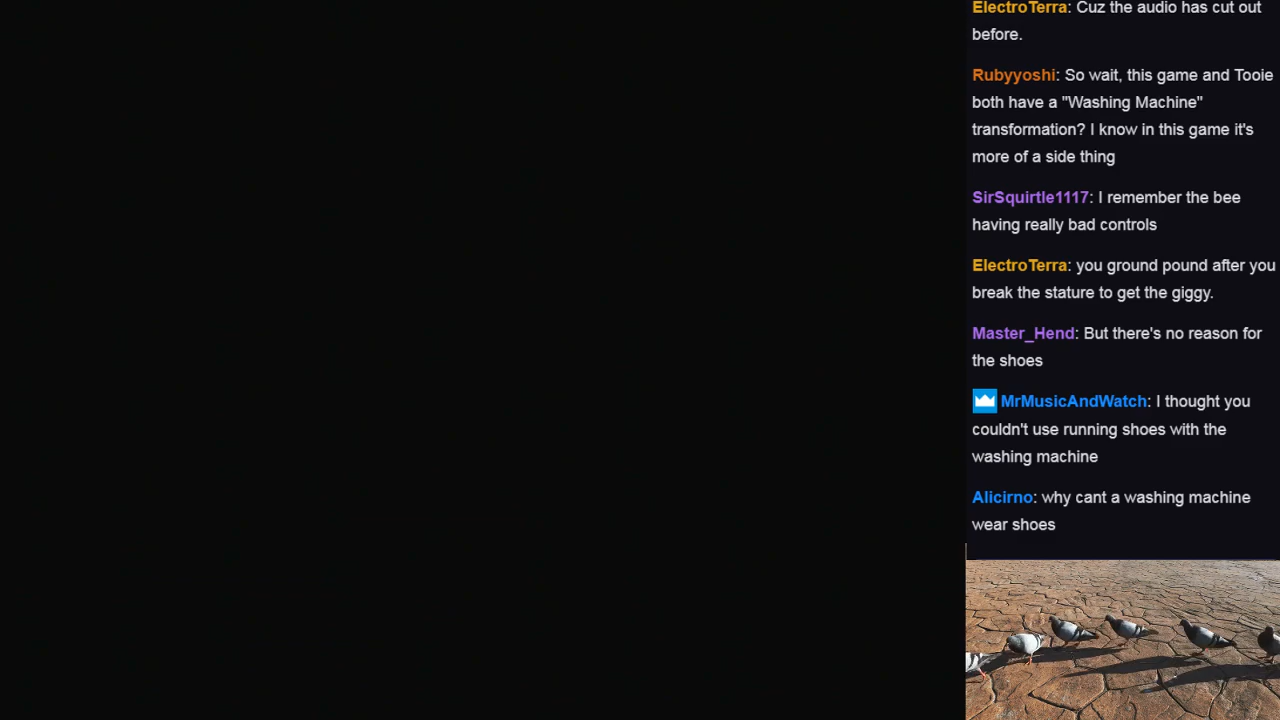 ElectroTerra: Cuz the audio has cut out
before.
Rubyyoshi: So wait, this game and Tooie
both have a "Washing Machine"
transformation? I know in this game it's
more of a side thing
SirSquirtle1117: I remember the bee
having really bad controls
ElectroTerra: you ground pound after you
break the stature to get the giggy.
Master_Hend: But there's no reason for
the shoes
MrMusicAndWatch: I thought you
couldn't use running shoes with the
washing machine
Alicirno: why cant a washing machine
wear shoes